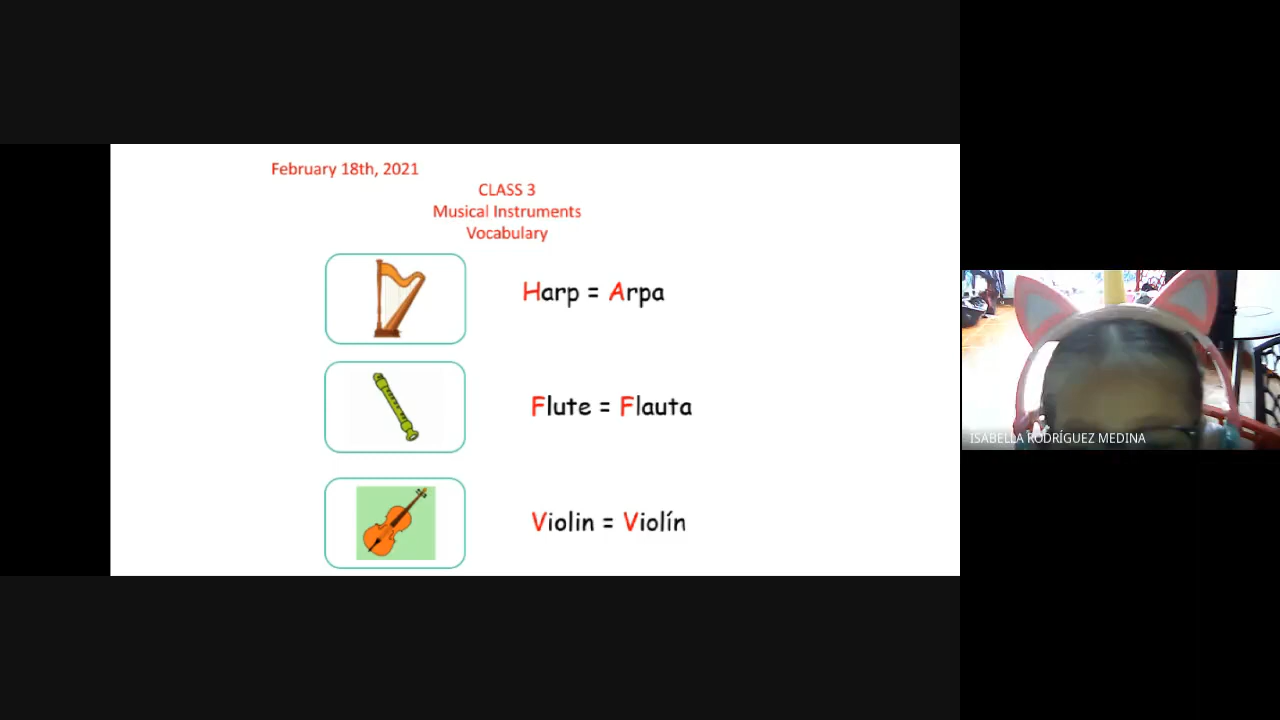 February 18th, 2021
CLASS 3
Musical Instruments
Vocabulary
Harp = Arpa
Flute = Flauta
Violin = Violín
ISABELLA RODRÍGUEZ MEDINA